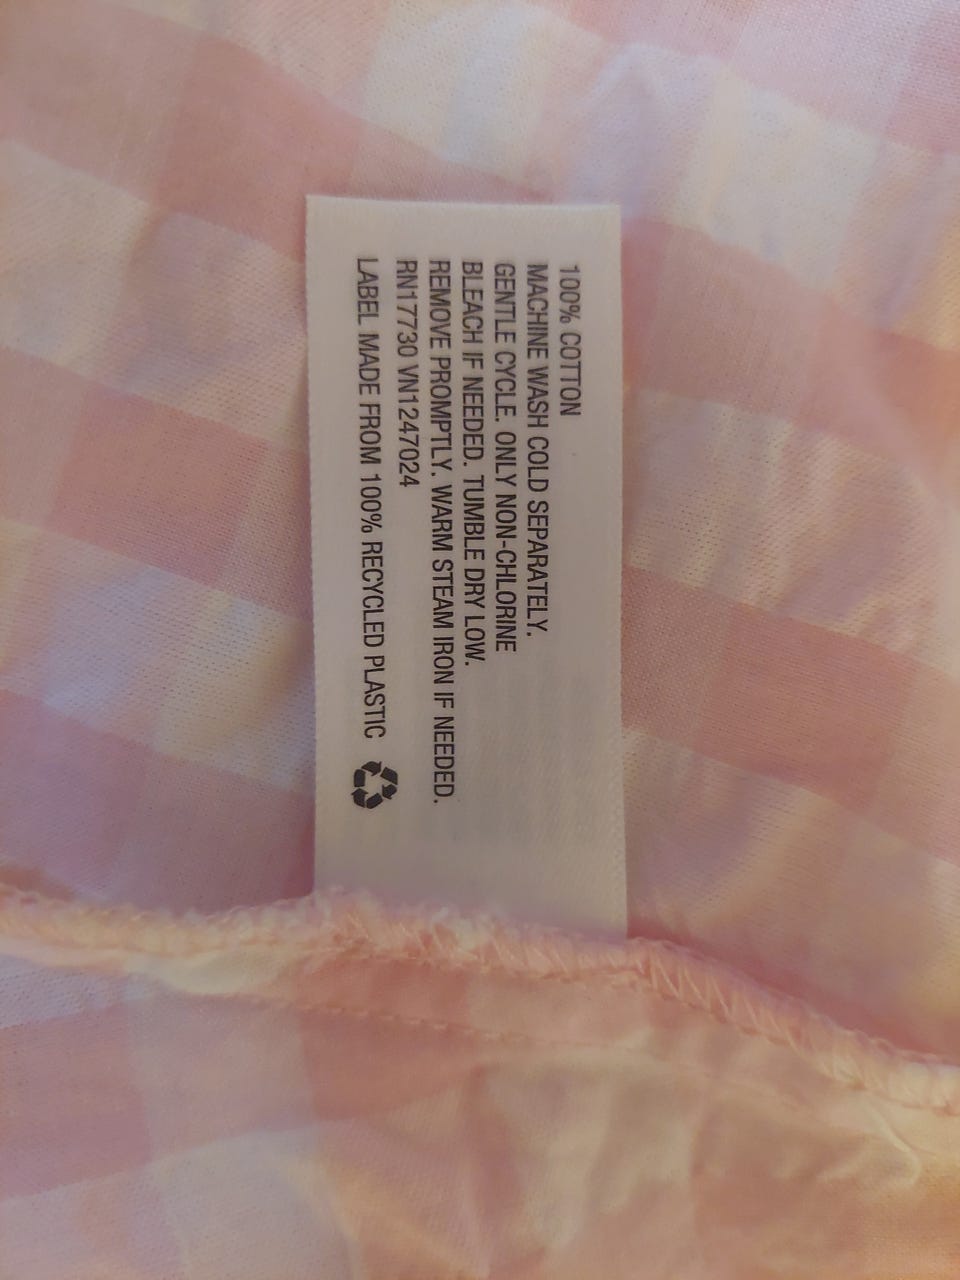 100% COTTON
MACHINE WASH COLD SEPARATELY.
GENTLE CYCLE. ONLY NON-CHLORINE
BLEACH IF NEEDED. TUMBLE DRY LOW.
REMOVE PROMPTLY. WARM STEAM IRON IF NEEDED.
RN17730 VN1247024
LABEL MADE FROM 100% RECYCLED PLASTIC